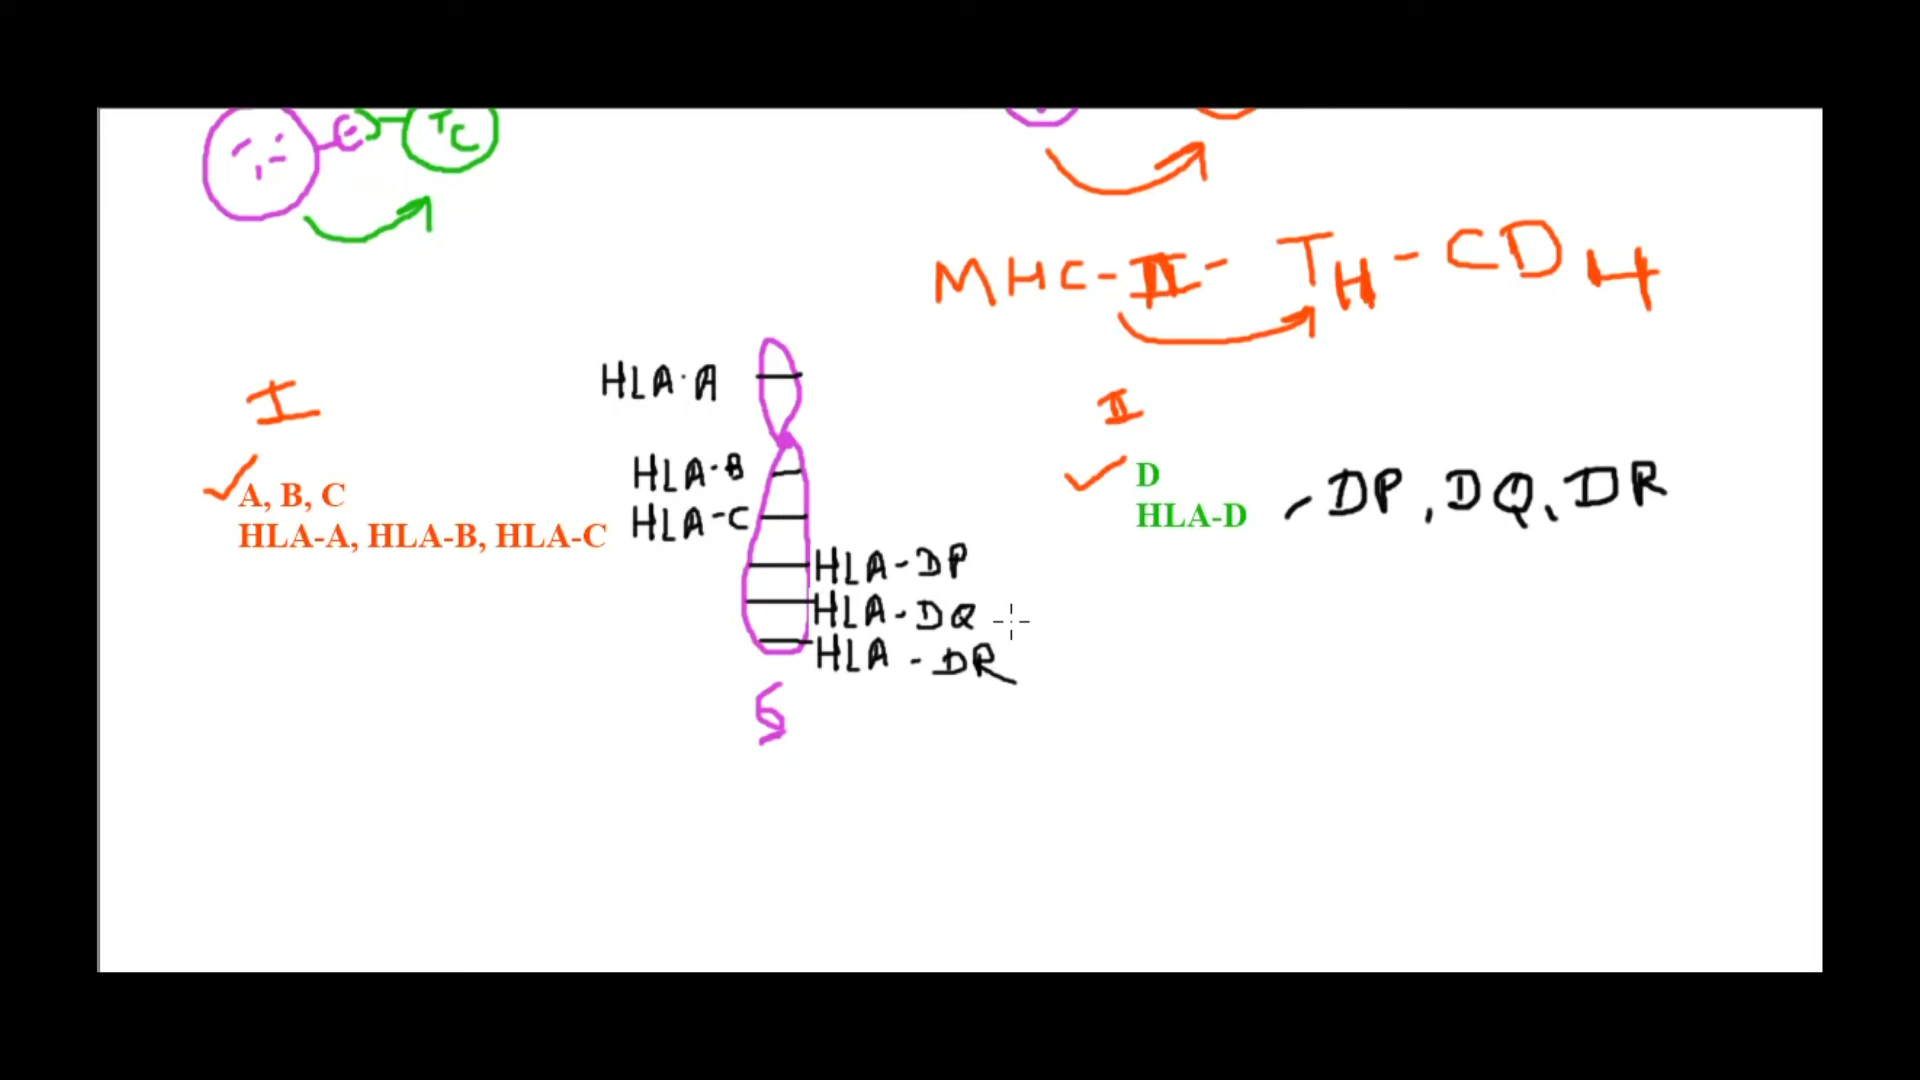 TC
MHC-II- TH-CD4
I
HLA-A
II
A, B, C
HLA-A, HLA-B, HLA-C
HLA-B
HLA-C
D
HLA-D
-DP, DQ, DR
HLA-DP
HLA-DQ
HLA-DR
5